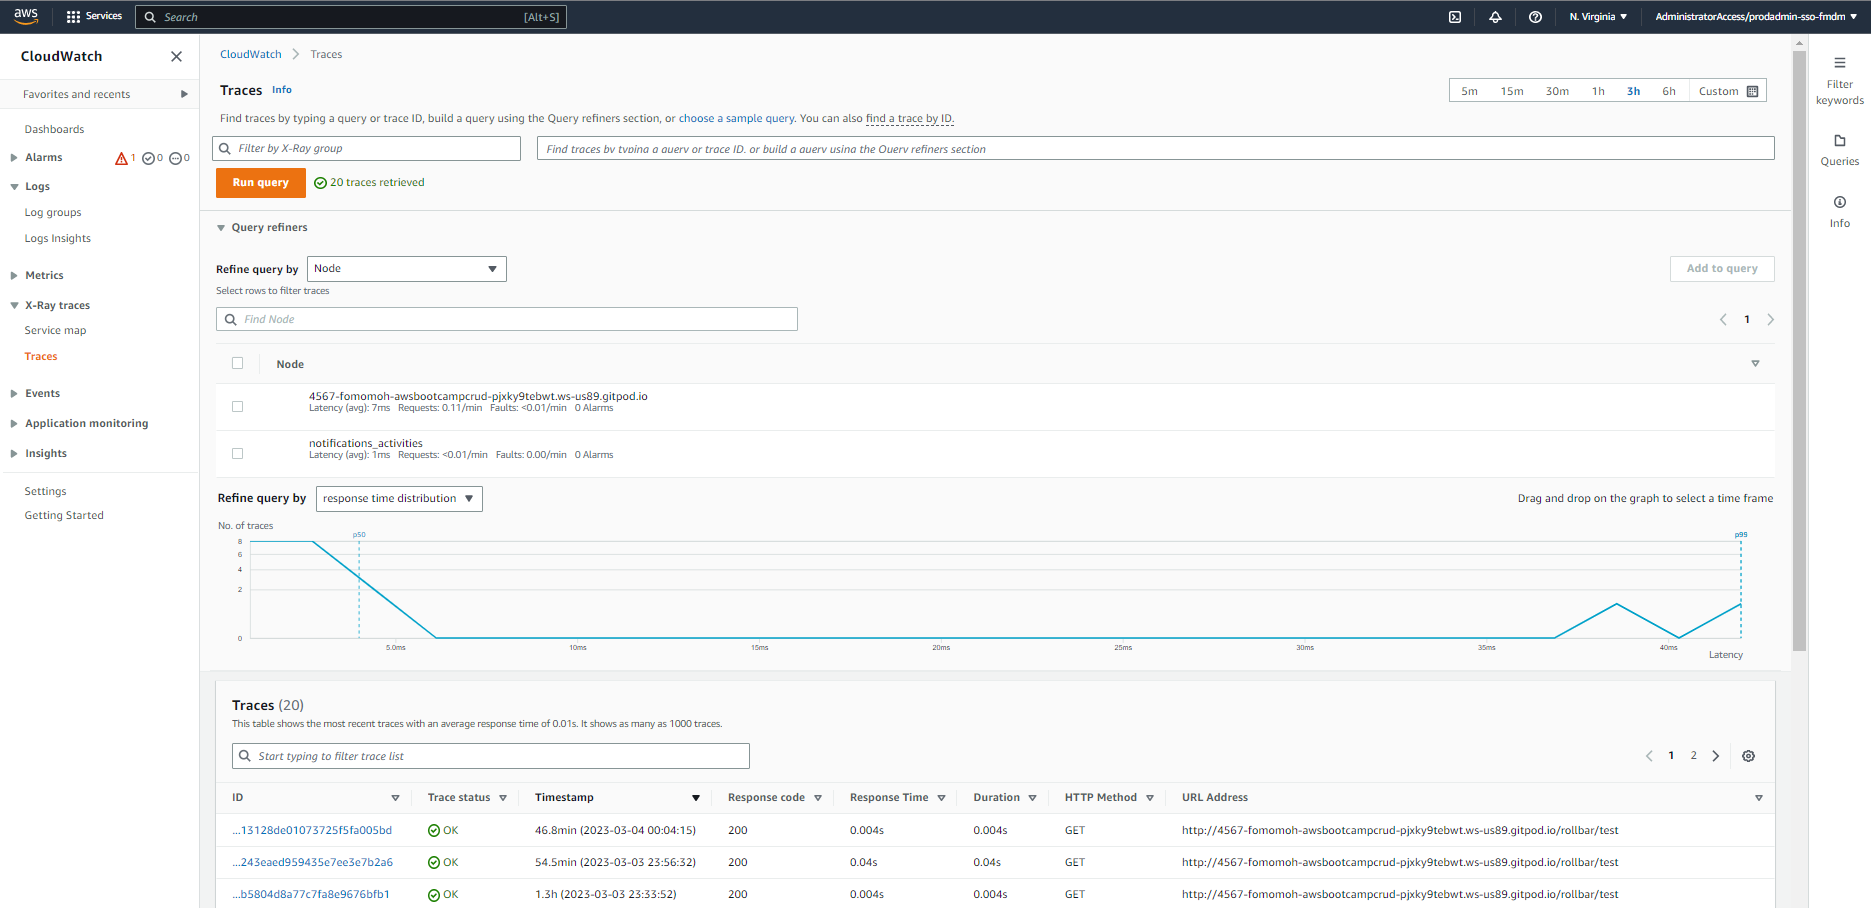 aws
Services
Search
[Alt+S]
N. Virginia
AdministratorAccess/prodadmin-sso-fmdm
CloudWatch
Favorites and recents
Dashboards
Alarms 1 0 0
Logs
Log groups
Logs Insights
Metrics
X-Ray traces
Service map
Traces
Events
Application monitoring
Insights
Settings
Getting Started
CloudWatch Traces
Traces Info
5m 15m 30m 1h 3h 6h Custom
Find traces by typing a query or trace ID, build a query using the Query refiners section, or choose a sample query. You can also find a trace by ID.
Filter by X-Ray group
Find traces by typing a query or trace ID, or build a query using the Query refiners section
Run query
20 traces retrieved
Query refiners
Refine query by Node
Add to query
Select rows to filter traces
Find Node
1
Node
4567-fomomoh-awsbootcampcrud-pjxky9tebwt.ws-us89.gitpod.io
Latency (avg): 7ms Requests: 0.11/min Faults: <0.01/min 0 Alarms
notifications_activities
Latency (avg): 1ms Requests: <0.01/min Faults: 0.00/min 0 Alarms
Refine query by response time distribution
Drag and drop on the graph to select a time frame
No. of traces
p50
p95
8
6
4
2
0
5.0ms 10ms 15ms 20ms 25ms 30ms 35ms 40ms
Latency
Traces (20)
This table shows the most recent traces with an average response time of 0.01s. It shows as many as 1000 traces.
Start typing to filter trace list
1 2
ID Trace status Timestamp Response code Response Time Duration HTTP Method URL Address
...13128de01073725f5fa005bd OK 46.8min (2023-03-04 00:04:15) 200 0.004s 0.004s GET http://4567-fomomoh-awsbootcampcrud-pjxky9tebwt.ws-us89.gitpod.io/rollbar/test
...243eaed959435e7ee3e7b2a6 OK 54.5min (2023-03-03 23:56:32) 200 0.04s 0.04s GET http://4567-fomomoh-awsbootcampcrud-pjxky9tebwt.ws-us89.gitpod.io/rollbar/test
...b5804d8a77c7fa8e9676bfb1 OK 1.3h (2023-03-03 23:33:52) 200 0.004s 0.004s GET http://4567-fomomoh-awsbootcampcrud-pjxky9tebwt.ws-us89.gitpod.io/rollbar/test
Filter
keywords
Queries
Info